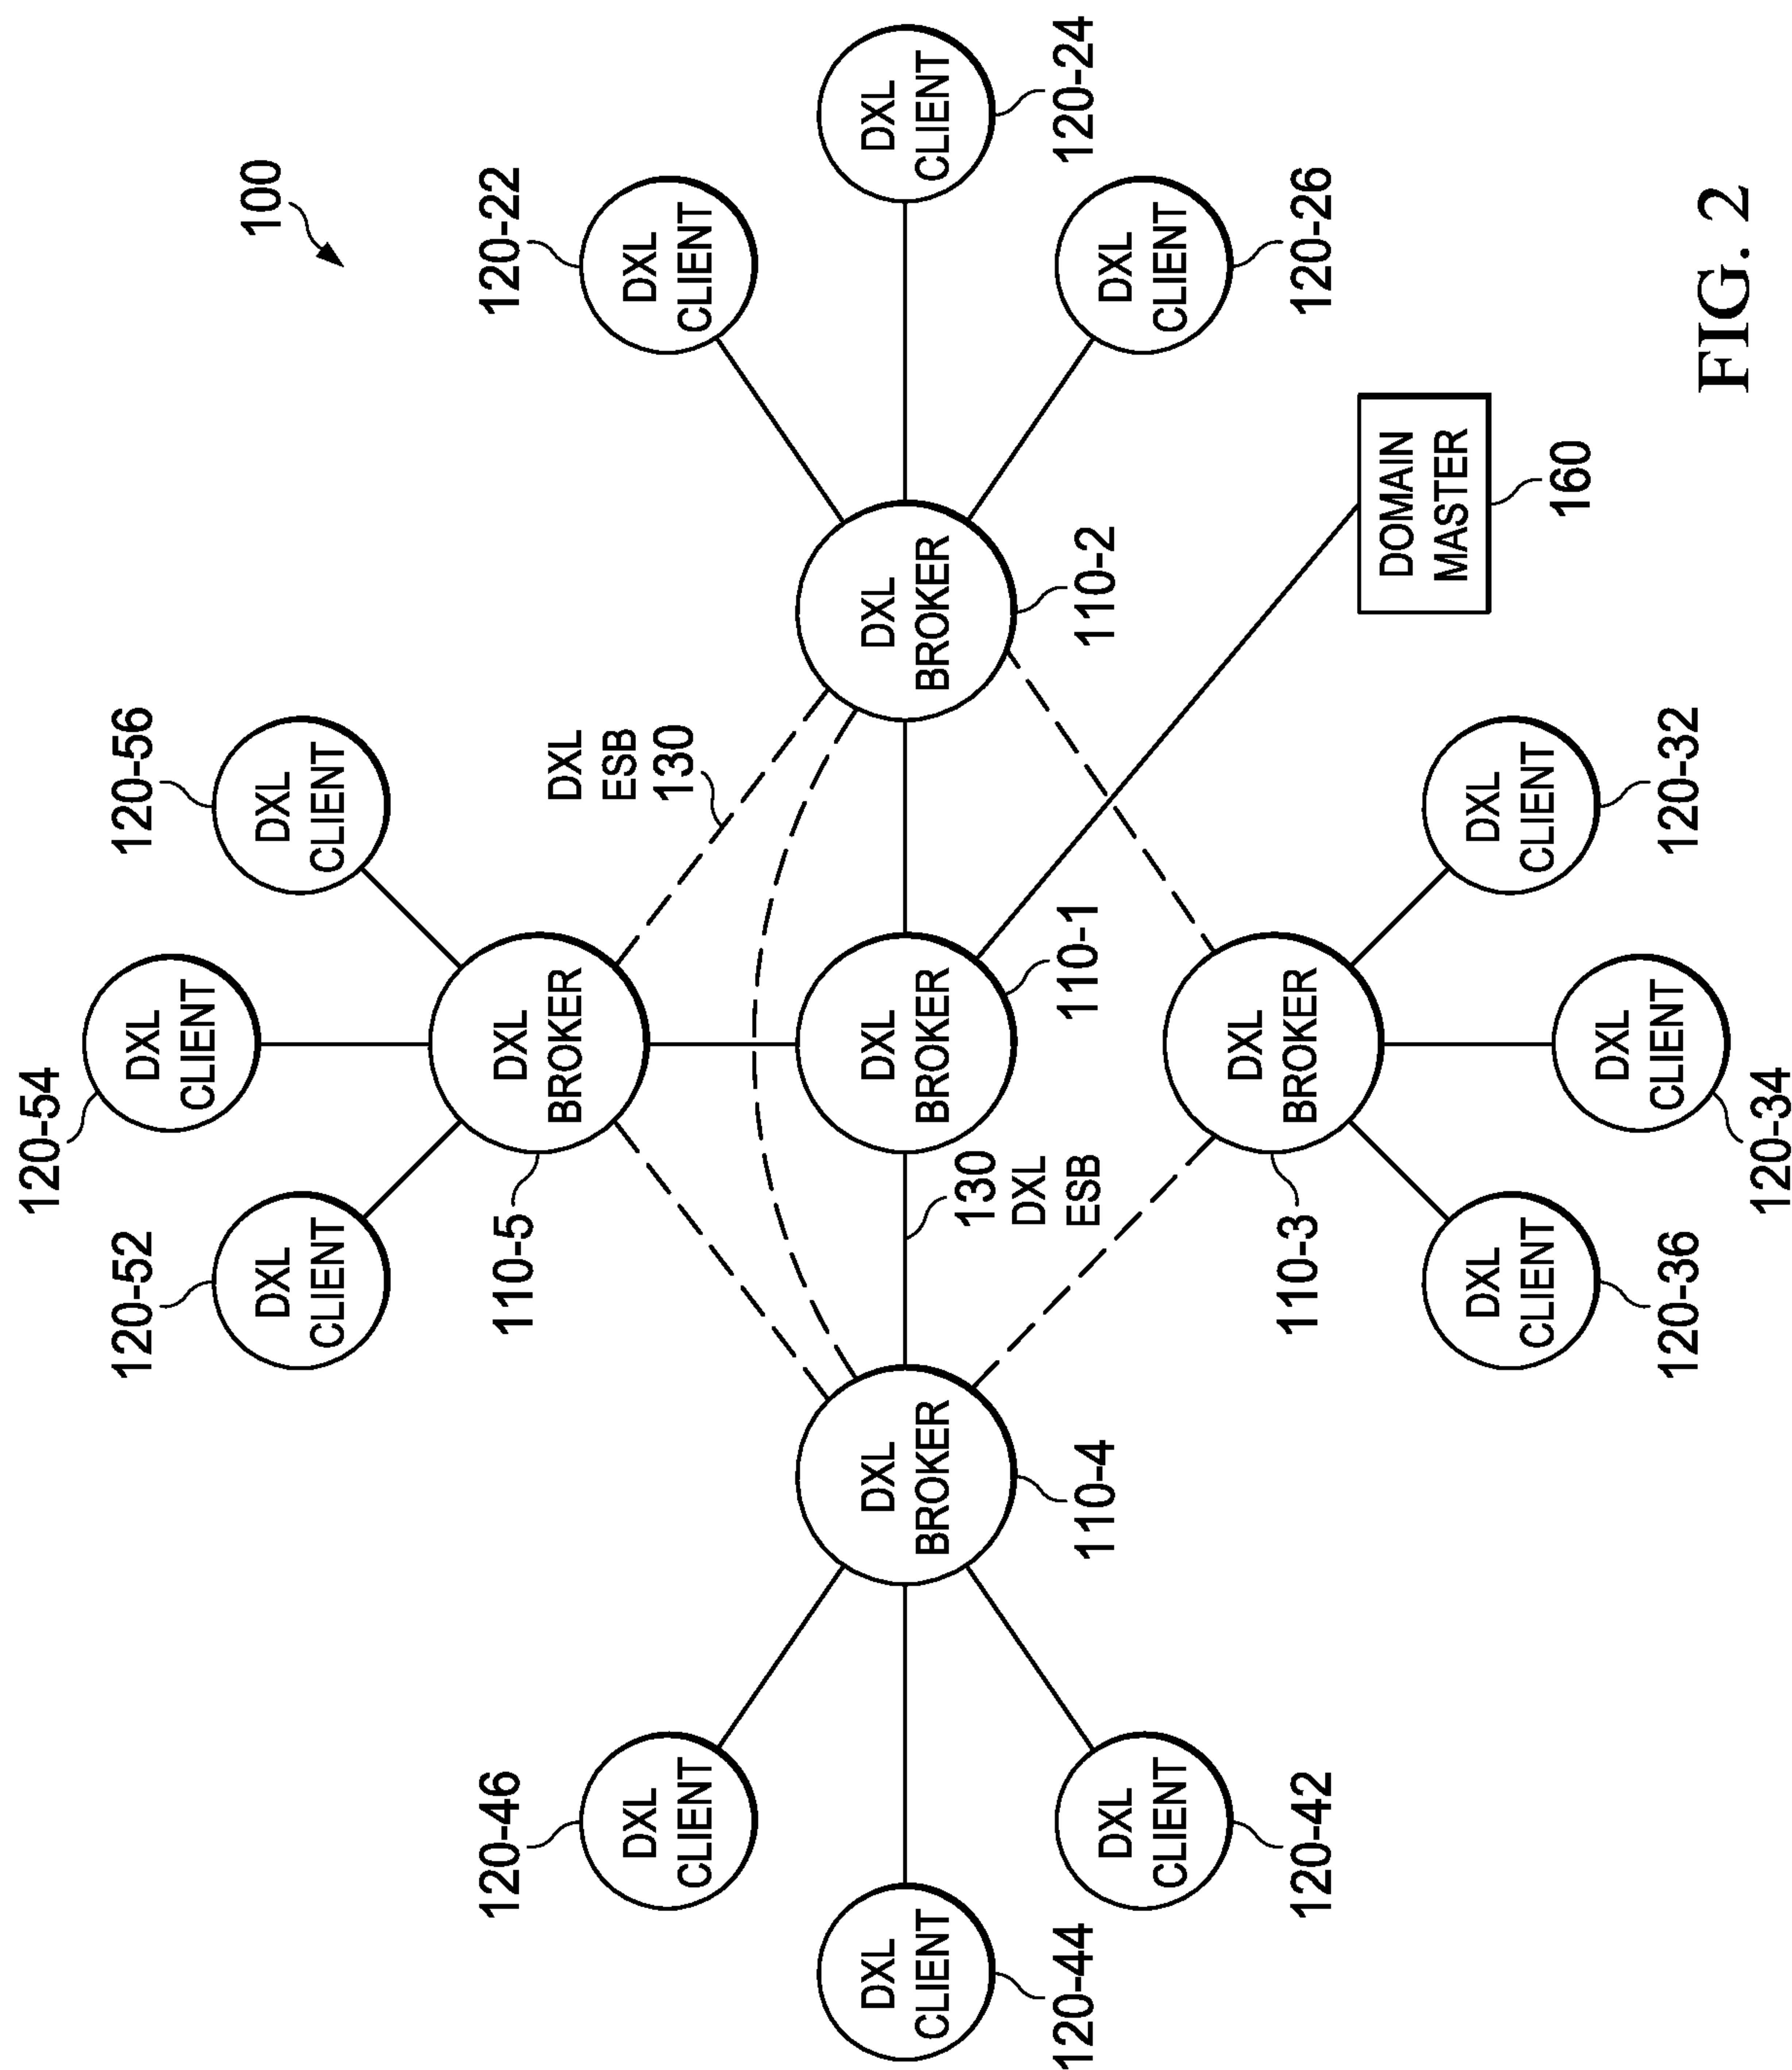 100
120-54
DXL
CLIENT
120-52
DXL
CLIENT
120-56
DXL
CLIENT
110-5
DXL
BROKER
DXL
ESB
130
120-46
DXL
CLIENT
120-22
DXL
CLIENT
120-44
DXL
CLIENT
110-4
DXL
BROKER
130
DXL
ESB
110-1
DXL
BROKER
110-2
DXL
BROKER
120-24
DXL
CLIENT
120-42
DXL
CLIENT
120-26
DXL
CLIENT
110-3
DXL
BROKER
DOMAIN
MASTER
160
120-36
DXL
CLIENT
120-32
DXL
CLIENT
120-34
DXL
CLIENT
FIG. 2